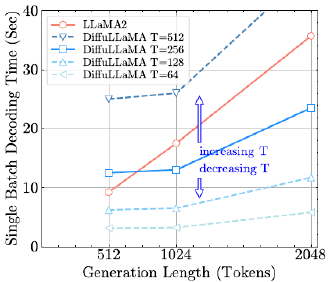 Single Batch Decoding Time (Sec)
40
30
20
10
0
LLaMA2
DiffuLLaMA T=512
DiffuLLaMA T=256
DiffuLLaMA T=128
DiffuLLaMA T=64
increasing T
decreasing T
512
1024
2048
Generation Length (Tokens)